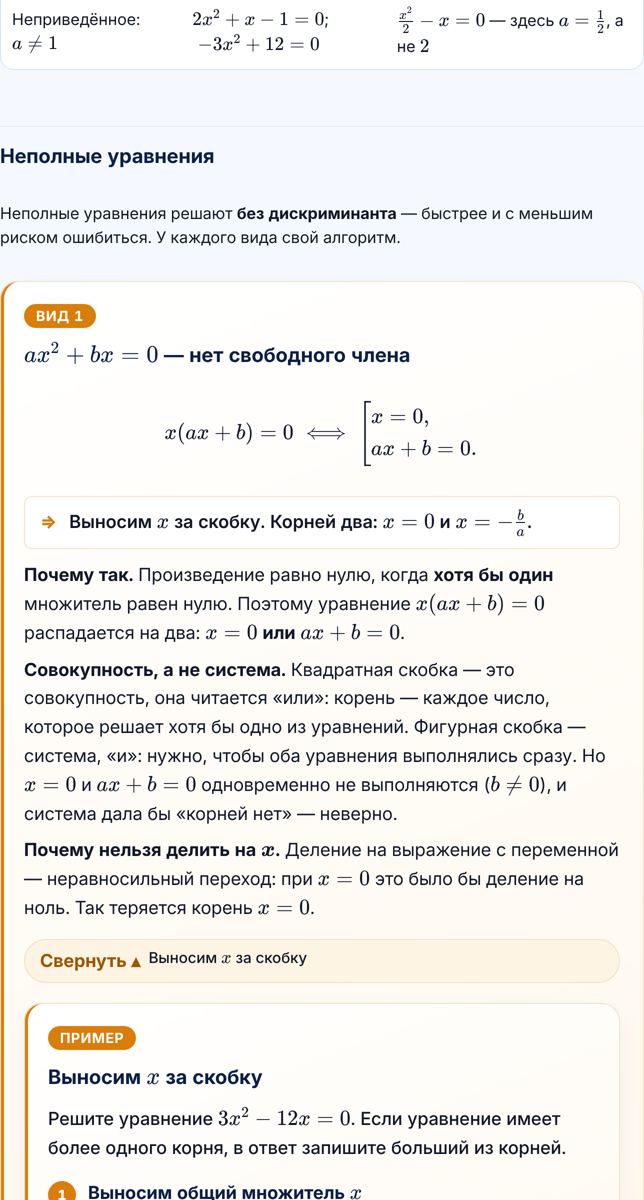 Неприведённое: 2x² + x − 1 = 0; x²/2 − x = 0 — здесь a = 1/2, а
a ≠ 1 −3x² + 12 = 0 не 2
Неполные уравнения
Неполные уравнения решают без дискриминанта — быстрее и с меньшим
риском ошибиться. У каждого вида свой алгоритм.
ВИД 1
ax² + bx = 0 — нет свободного члена
x(ax + b) = 0 ⟺ [x = 0,
ax + b = 0.
⇒ Выносим x за скобку. Корней два: x = 0 и x = −b/a.
Почему так. Произведение равно нулю, когда хотя бы один
множитель равен нулю. Поэтому уравнение x(ax + b) = 0
распадается на два: x = 0 или ax + b = 0.
Совокупность, а не система. Квадратная скобка — это
совокупность, она читается «или»: корень — каждое число,
которое решает хотя бы одно из уравнений. Фигурная скобка —
система, «и»: нужно, чтобы оба уравнения выполнялись сразу. Но
x = 0 и ax + b = 0 одновременно не выполняются (b ≠ 0), и
система дала бы «корней нет» — неверно.
Почему нельзя делить на x. Деление на выражение с переменной
— неравносильный переход: при x = 0 это было бы деление на
ноль. Так теряется корень x = 0.
Свернуть ▲ Выносим x за скобку
ПРИМЕР
Выносим x за скобку
Решите уравнение 3x² − 12x = 0. Если уравнение имеет
более одного корня, в ответ запишите больший из корней.
1 Выносим общий множитель x